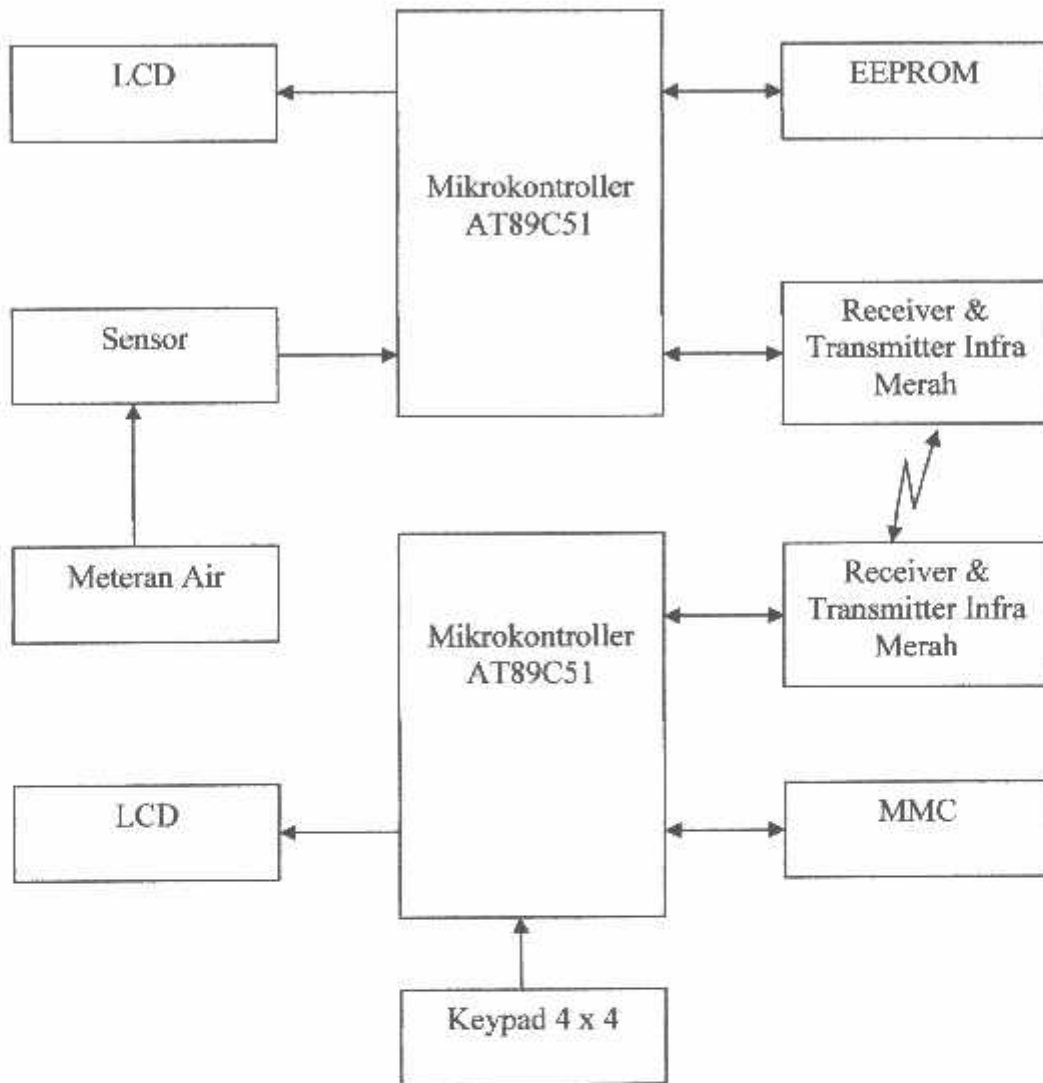 LCD
EEPROM
Mikrokontroller
AT89C51
Sensor
Receiver &
Transmitter Infra
Merah
Meteran Air
Mikrokontroller
AT89C51
Receiver &
Transmitter Infra
Merah
LCD
MMC
Keypad 4 x 4